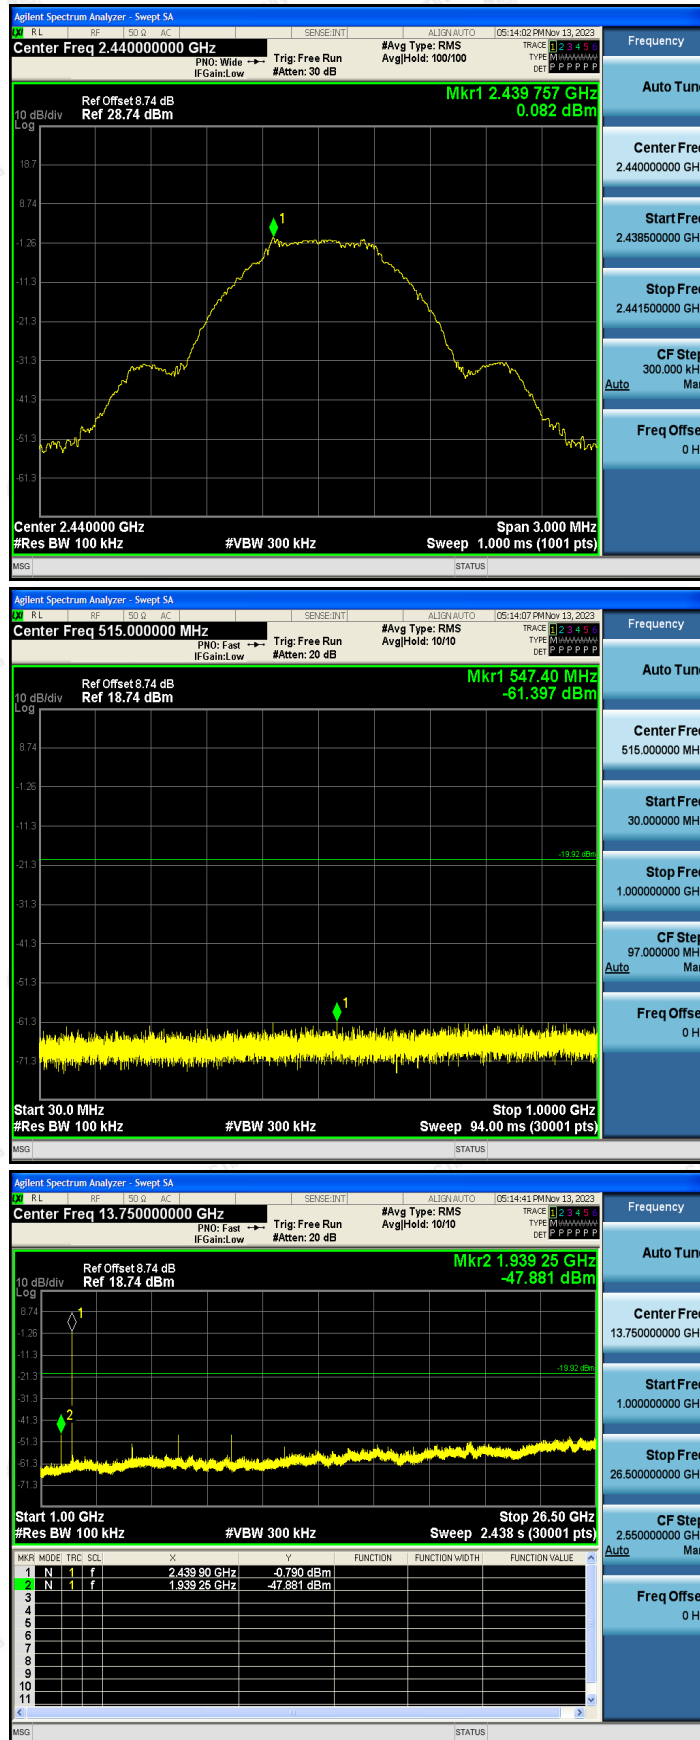 Agilent Spectrum Analyzer - Swept SA
LXI RL RF 50 Ω AC SENSE:INT ALIGN AUTO 05:14:02 PM Nov 13, 2023
Center Freq 2.440000000 GHz #Avg Type: RMS TRACE 1 2 3 4 5 6
PNO: Wide Trig: Free Run Avg|Hold: 100/100 TYPE M
IFGain:Low #Atten: 30 dB DET P P P P P P
Frequency
Auto Tun
Mkr1 2.439 757 GHz
0.082 dBm
Ref Offset 8.74 dB
10 dB/div Ref 28.74 dBm
Log
18.7
8.74
-1.26
-11.3
-21.3
-31.3
-41.3
-51.3
-61.3
1
Center Fre
2.440000000 GH
Start Fre
2.438500000 GH
Stop Fre
2.441500000 GH
CF Ste
300.000 kH
Auto Ma
Freq Offse
0 H
Center 2.440000 GHz Span 3.000 MHz
#Res BW 100 kHz #VBW 300 kHz Sweep 1.000 ms (1001 pts)
MSG STATUS
Agilent Spectrum Analyzer - Swept SA
LXI RL RF 50 Ω AC SENSE:INT ALIGN AUTO 05:14:07 PM Nov 13, 2023
Center Freq 515.000000 MHz #Avg Type: RMS TRACE 1 2 3 4 5 6
PNO: Fast Trig: Free Run Avg|Hold: 10/10 TYPE M
IFGain:Low #Atten: 20 dB DET P P P P P P
Frequency
Auto Tun
Mkr1 547.40 MHz
-61.397 dBm
Ref Offset 8.74 dB
10 dB/div Ref 18.74 dBm
Log
8.74
-1.26
-11.3
-21.3
-31.3
-41.3
-51.3
-61.3
-71.3
-19.92 dBm
1
Center Fre
515.000000 MH
Start Fre
30.000000 MH
Stop Fre
1.000000000 GH
CF Ste
97.000000 MH
Auto Ma
Freq Offse
0 H
Start 30.0 MHz Stop 1.0000 GHz
#Res BW 100 kHz #VBW 300 kHz Sweep 94.00 ms (30001 pts)
MSG STATUS
Agilent Spectrum Analyzer - Swept SA
LXI RL RF 50 Ω AC SENSE:INT ALIGN AUTO 05:14:41 PM Nov 13, 2023
Center Freq 13.750000000 GHz #Avg Type: RMS TRACE 1 2 3 4 5 6
PNO: Fast Trig: Free Run Avg|Hold: 10/10 TYPE M
IFGain:Low #Atten: 20 dB DET P P P P P P
Frequency
Auto Tun
Mkr2 1.939 25 GHz
-47.881 dBm
Ref Offset 8.74 dB
10 dB/div Ref 18.74 dBm
Log
8.74
-1.26
-11.3
-21.3
-31.3
-41.3
-51.3
-61.3
-71.3
-19.92 dBm
1
2
Center Fre
13.750000000 GH
Start Fre
1.000000000 GH
Stop Fre
26.500000000 GH
CF Ste
2.550000000 GH
Auto Ma
Freq Offse
0 H
Start 1.00 GHz Stop 26.50 GHz
#Res BW 100 kHz #VBW 300 kHz Sweep 2.438 s (30001 pts)
MKR MODE TRC SCL X Y FUNCTION FUNCTION WIDTH FUNCTION VALUE
1 N 1 f 2.439 90 GHz -0.790 dBm
2 N 1 f 1.939 25 GHz -47.881 dBm
3
4
5
6
7
8
9
10
11
MSG STATUS